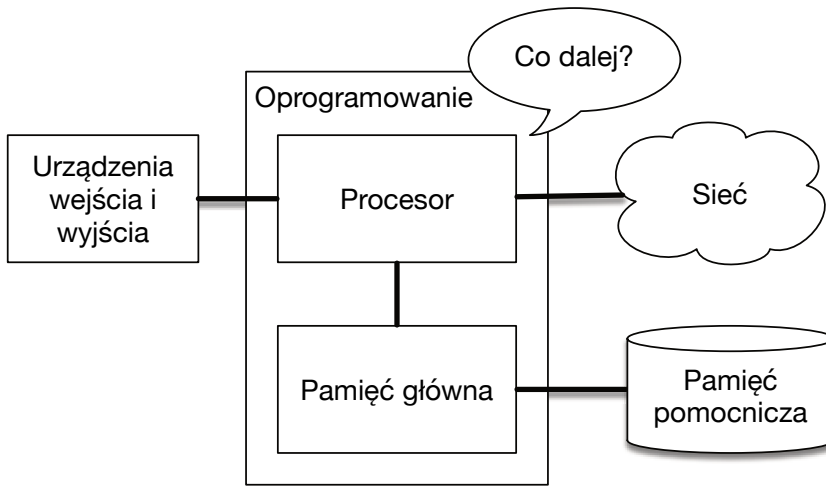 Co dalej?
Oprogramowanie
Urządzenia
wejścia i
wyjścia
Procesor
Sieć
Pamięć główna
Pamięć
pomocnicza